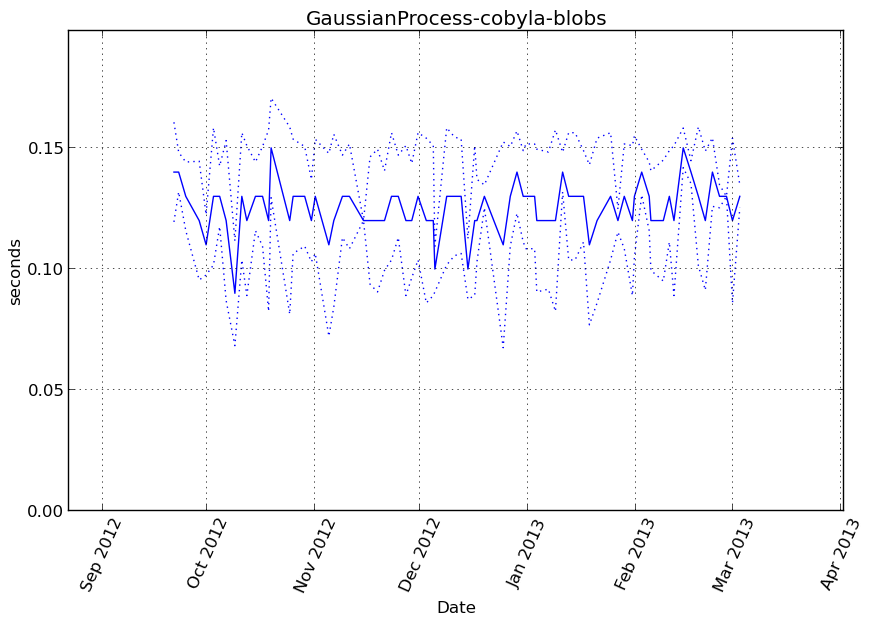 GaussianProcess-cobyla-blobs
seconds
0.15
0.10
0.05
0.00
Sep 2012
Oct 2012
Nov 2012
Dec 2012
Jan 2013
Feb 2013
Mar 2013
Apr 2013
Date